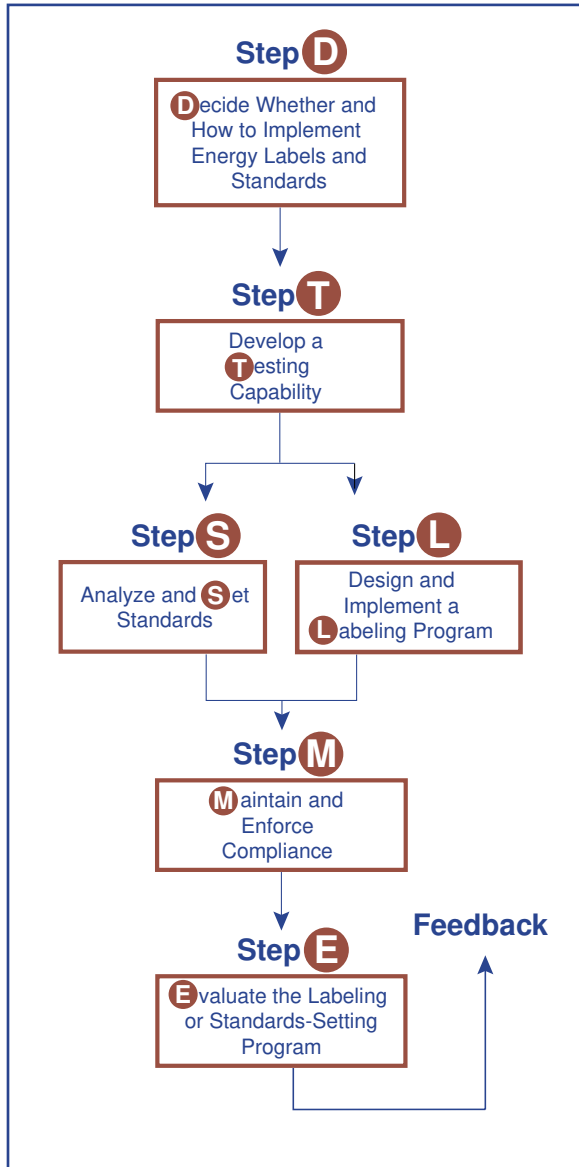 Step D
Decide Whether and
How to Implement
Energy Labels and
Standards
Step T
Develop a
Testing
Capability
Step S
Analyze and Set
Standards
Step L
Design and
Implement a
Labeling Program
Step M
Maintain and
Enforce
Compliance
Step E
Evaluate the Labeling
or Standards-Setting
Program
Feedback